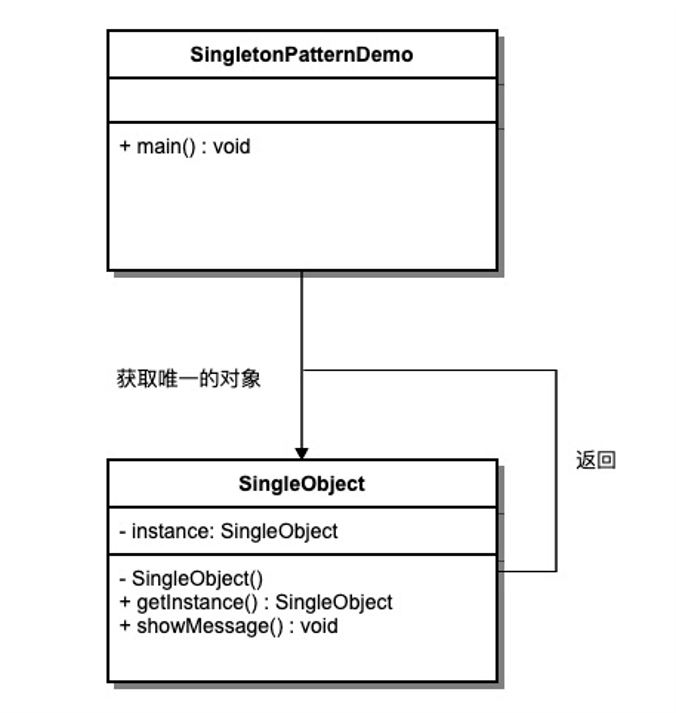 SingletonPatternDemo
+ main() : void
获取唯一的对象
返回
SingleObject
- instance: SingleObject
- SingleObject()
+ getInstance() : SingleObject
+ showMessage() : void